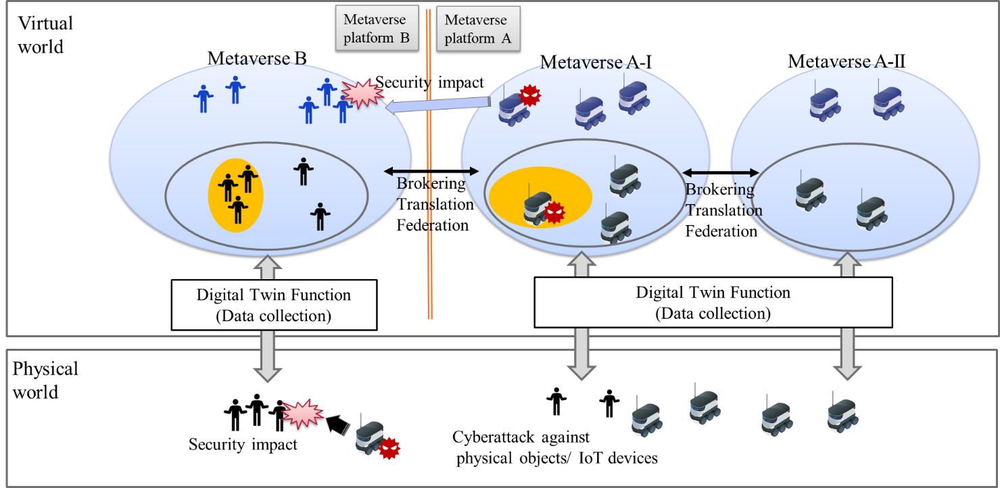 Virtual
world
Metaverse
platform B
Metaverse
platform A
Metaverse B
Metaverse A-I
Metaverse A-II
Security impact
Brokering
Translation
Federation
Brokering
Translation
Federation
Digital Twin Function
(Data collection)
Digital Twin Function
(Data collection)
Physical
world
Security impact
Cyberattack against
physical objects/ IoT devices